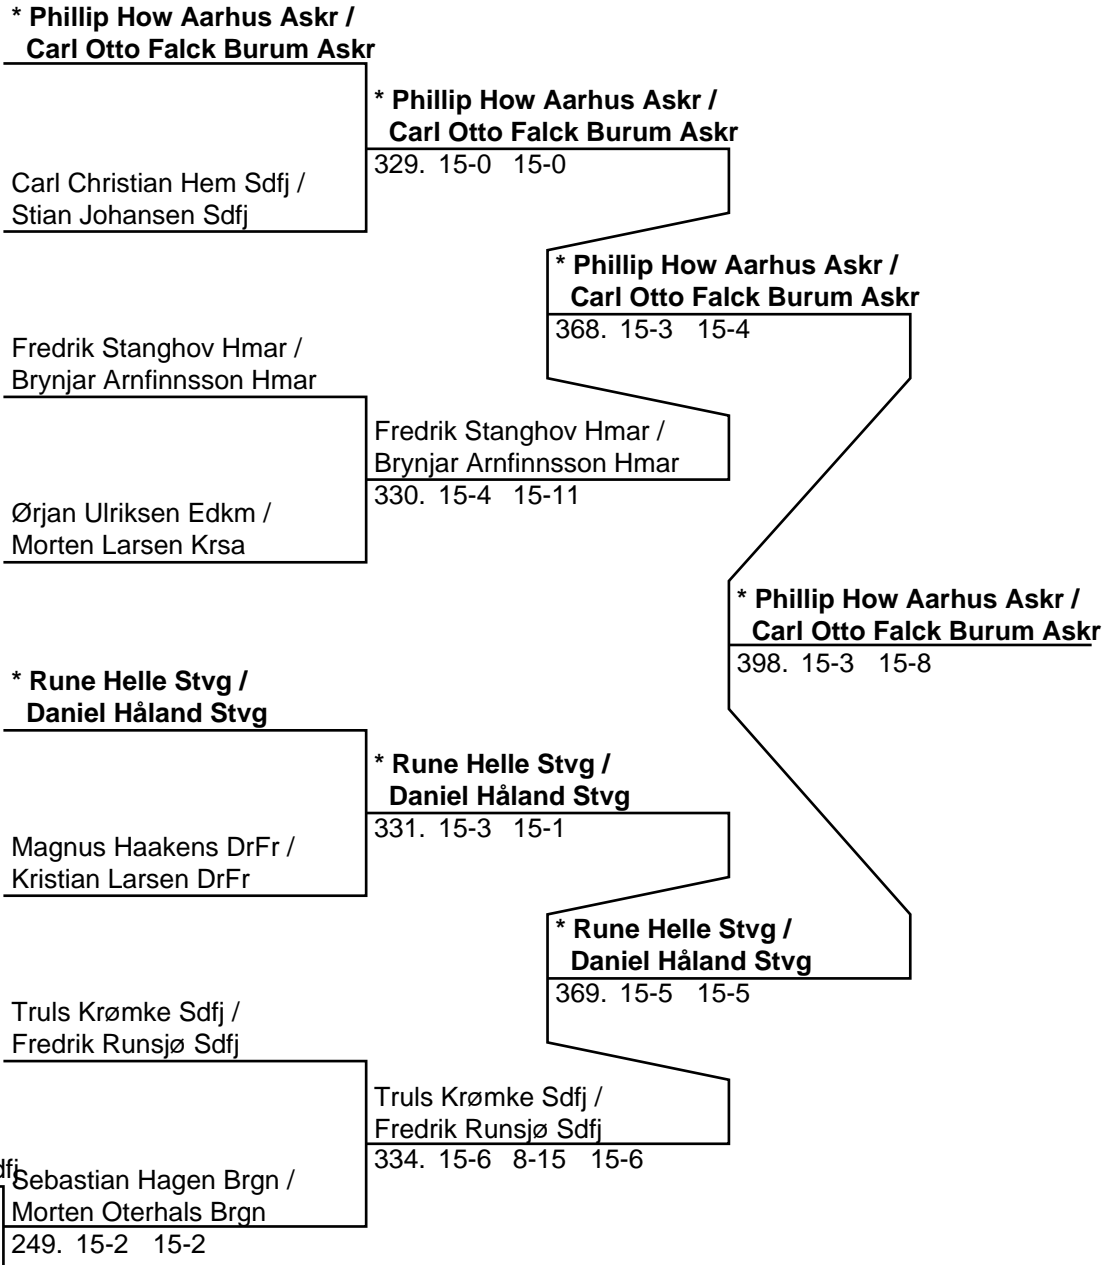 * Phillip How Aarhus Askr /
Carl Otto Falck Burum Askr
* Phillip How Aarhus Askr /
Carl Otto Falck Burum Askr
329. 15-0 15-0
Carl Christian Hem Sdfj /
Stian Johansen Sdfj
* Phillip How Aarhus Askr /
Carl Otto Falck Burum Askr
368. 15-3 15-4
Fredrik Stanghov Hmar /
Brynjar Arnfinnsson Hmar
Fredrik Stanghov Hmar /
Brynjar Arnfinnsson Hmar
330. 15-4 15-11
Ørjan Ulriksen Edkm /
Morten Larsen Krsa
* Phillip How Aarhus Askr /
Carl Otto Falck Burum Askr
398. 15-3 15-8
* Rune Helle Stvg /
Daniel Håland Stvg
* Rune Helle Stvg /
Daniel Håland Stvg
331. 15-3 15-1
Magnus Haakens DrFr /
Kristian Larsen DrFr
* Rune Helle Stvg /
Daniel Håland Stvg
369. 15-5 15-5
Truls Krømke Sdfj /
Fredrik Runsjø Sdfj
Truls Krømke Sdfj /
Fredrik Runsjø Sdfj
334. 15-6 8-15 15-6
Sebastian Hagen Brgn /
Morten Oterhals Brgn
249. 15-2 15-2